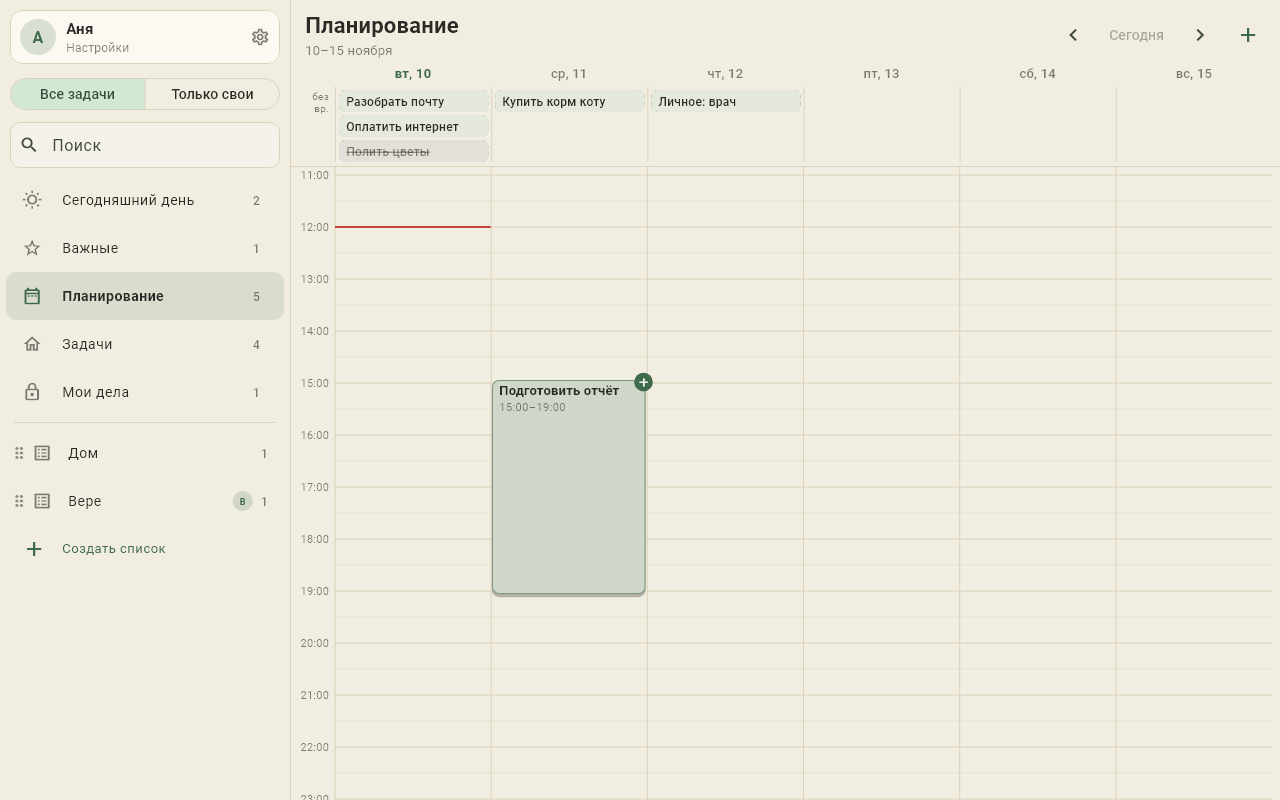 А
Аня
Настройки
Все задачи
Только свои
Поиск
Сегодняшний день 2
Важные 1
Планирование 5
Задачи 4
Мои дела 1
Дом 1
Вере В 1
Создать список
Планирование
10–15 ноября
Сегодня
вт, 10 ср, 11 чт, 12 пт, 13 сб, 14 вс, 15
без вр.
Разобрать почту Купить корм коту Личное: врач
Оплатить интернет
Полить цветы
11:00
12:00
13:00
14:00
15:00
Подготовить отчёт
15:00–19:00
16:00
17:00
18:00
19:00
20:00
21:00
22:00
23:00